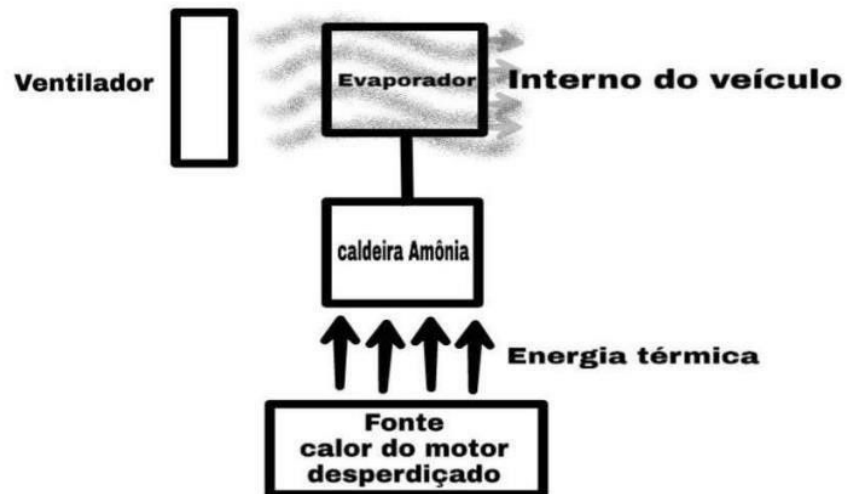 Ventilador
Evaporador
Interno do veículo
caldeira Amônia
Energia térmica
Fonte
calor do motor
desperdiçado